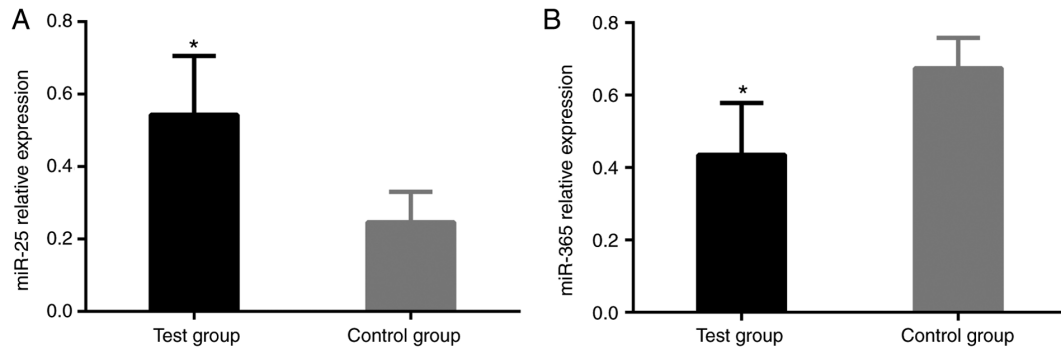 A
miR-25 relative expression
0.8
0.6
0.4
0.2
0.0
*
Test group
Control group
B
miR-365 relative expression
0.8
0.6
0.4
0.2
0.0
*
Test group
Control group